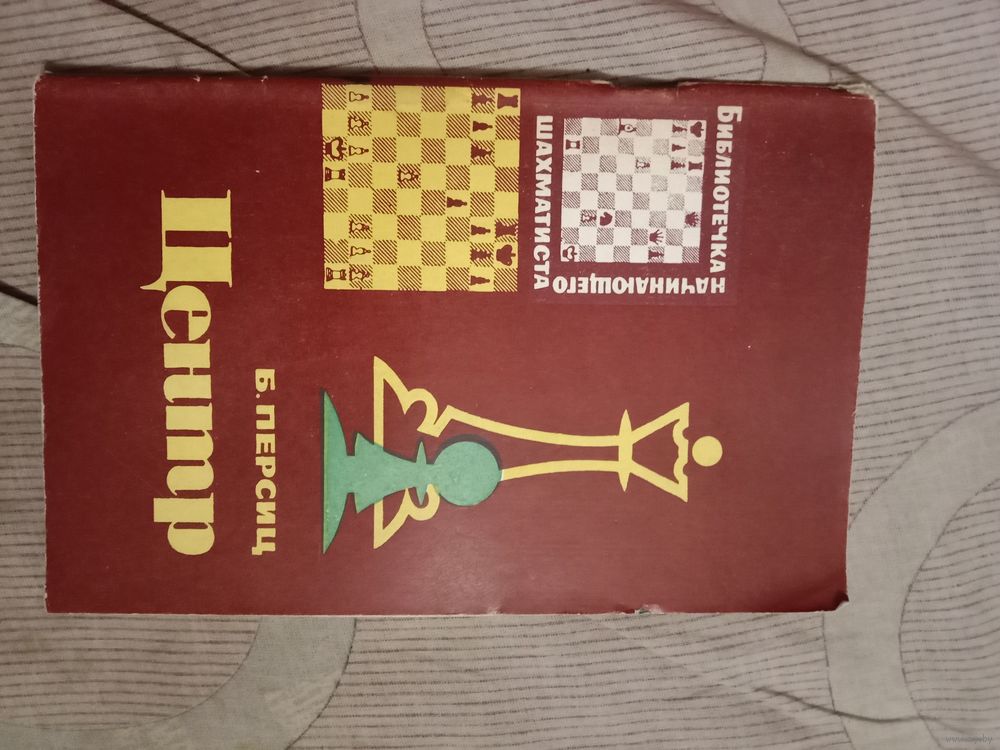 БИБЛИОТЕЧКА
НАЧИНАЮЩЕГО
ШАХМАТИСТА
Б. ПЕРСИЦ
Центр